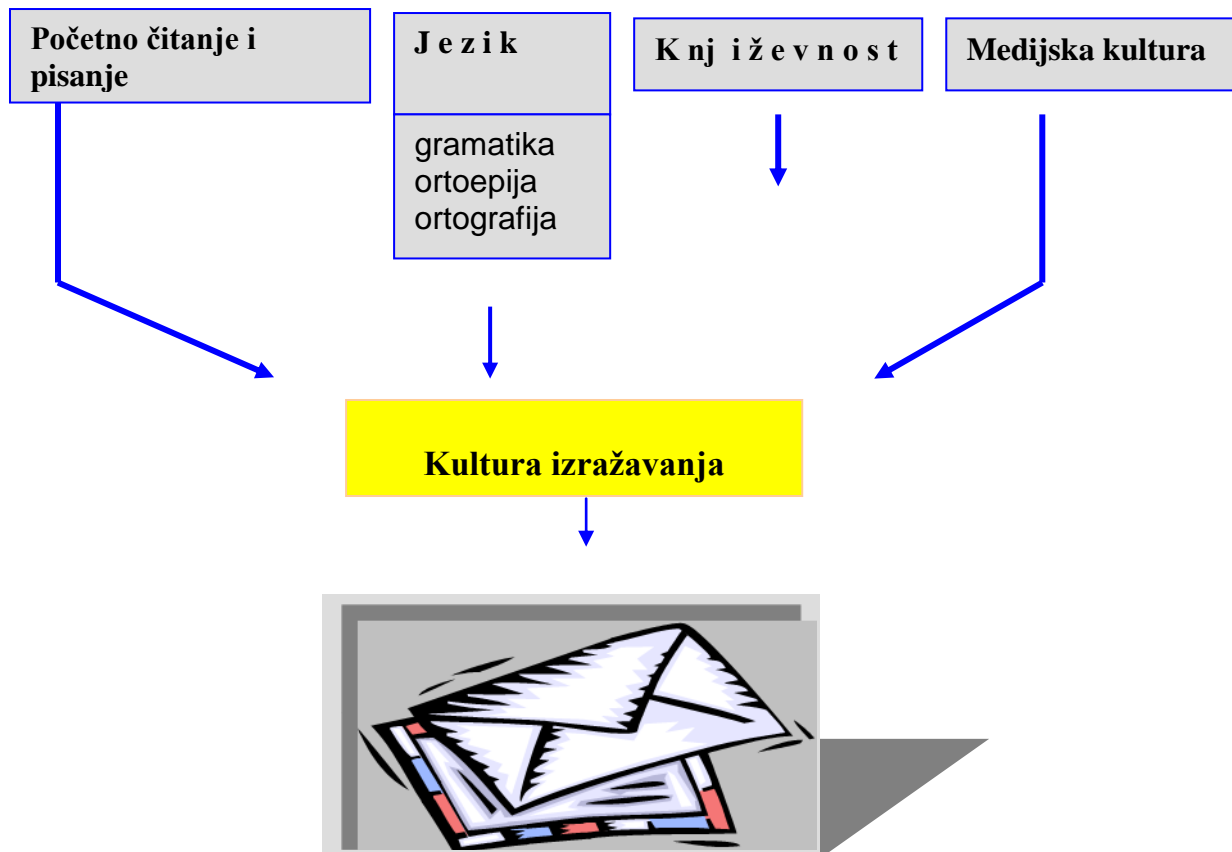 Početno čitanje i
pisanje
J e z i k
gramatika
ortoepija
ortografija
K nj i ž e v n o s t
Medijska kultura
Kultura izražavanja